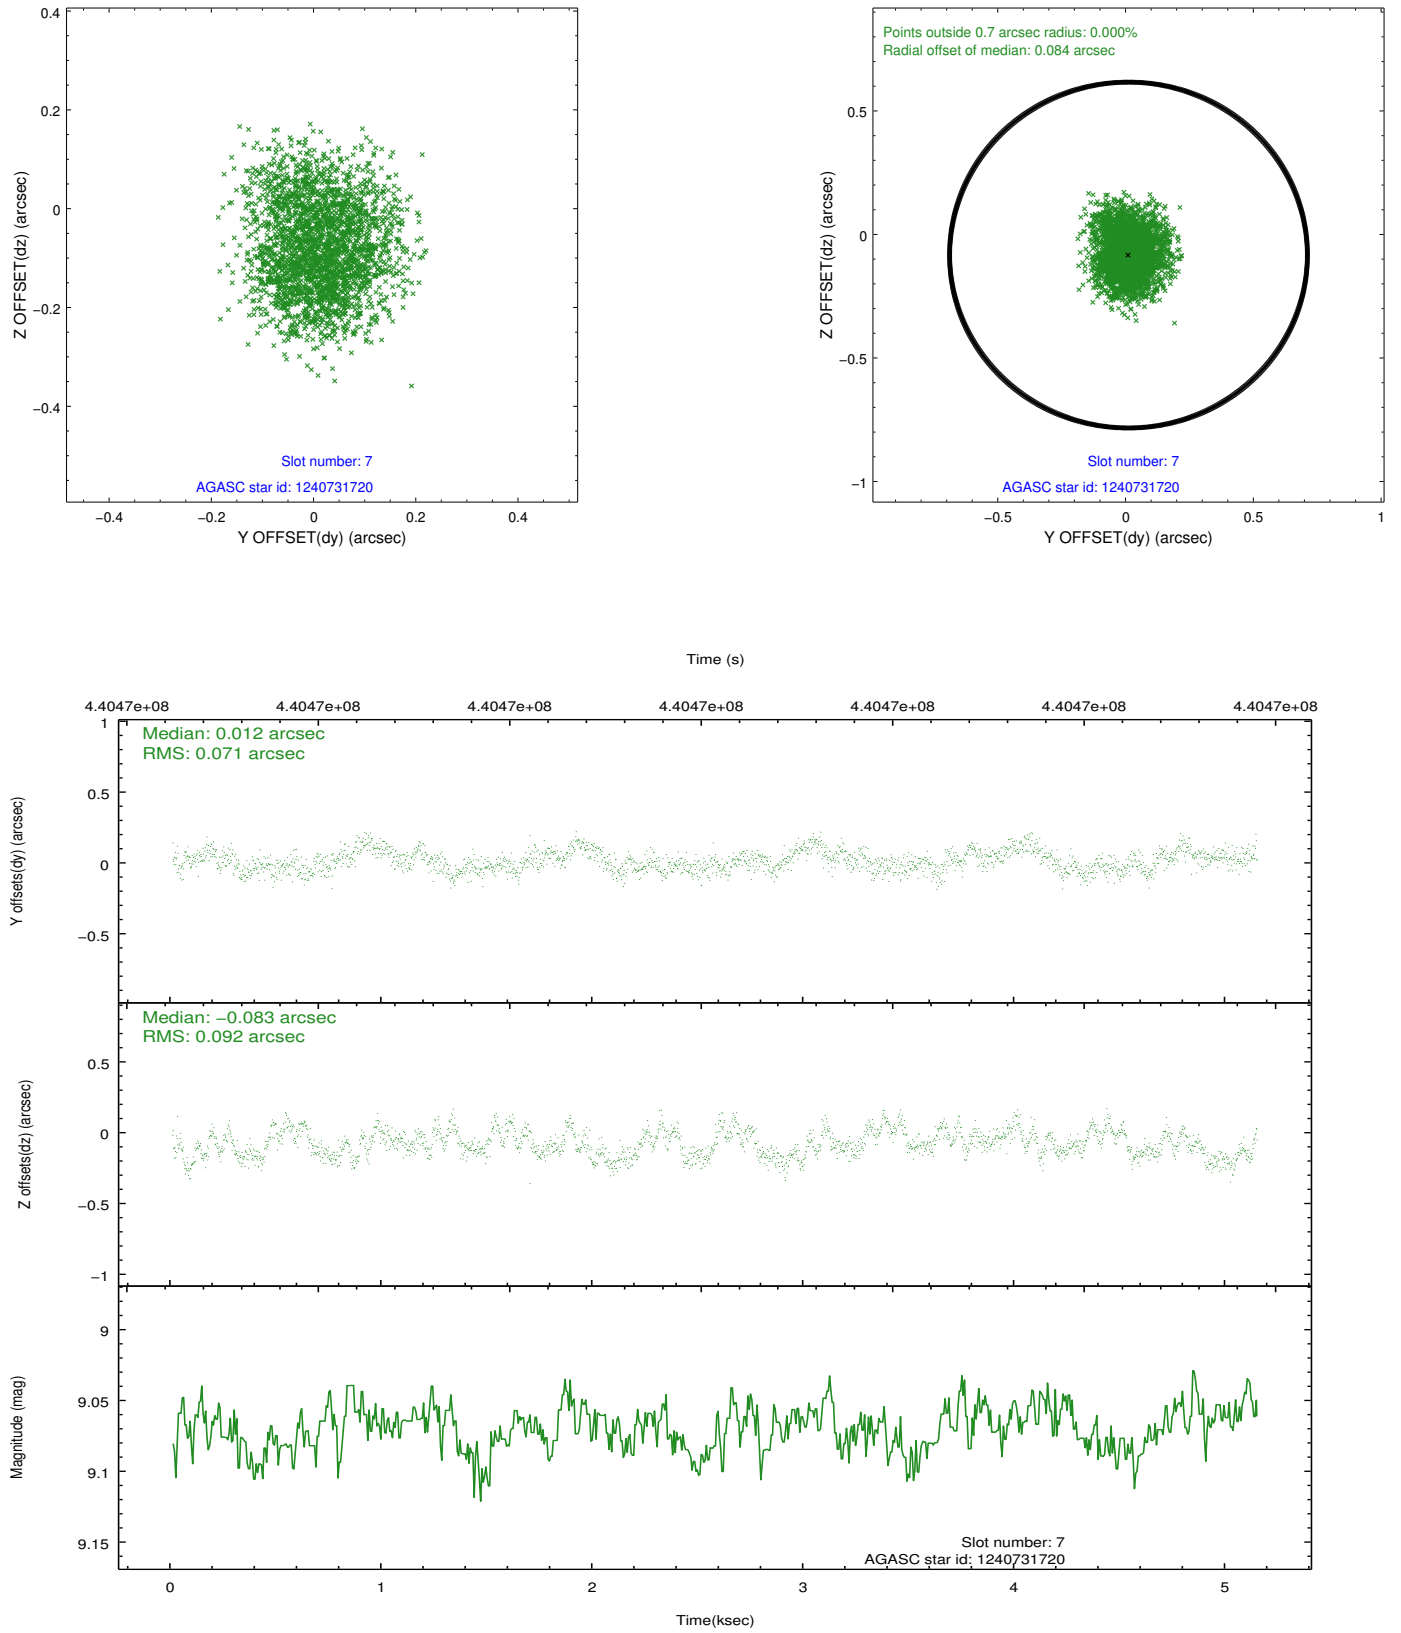 0.4
0.2
0
−0.2
−0.4
Z OFFSET(dz) (arcsec)
Slot number: 7
AGASC star id: 1240731720
−0.4 −0.2 0 0.2 0.4
Y OFFSET(dy) (arcsec)
Points outside 0.7 arcsec radius: 0.000%
Radial offset of median: 0.084 arcsec
0.5
0
−0.5
−1
Z OFFSET(dz) (arcsec)
Slot number: 7
AGASC star id: 1240731720
−0.5 0 0.5 1
Y OFFSET(dy) (arcsec)
Time (s)
4.4047e+08 4.4047e+08 4.4047e+08 4.4047e+08 4.4047e+08 4.4047e+08 4.4047e+08
Median: 0.012 arcsec
RMS: 0.071 arcsec
1
0.5
0
−0.5
Y offsets(dy) (arcsec)
Median: −0.083 arcsec
RMS: 0.092 arcsec
0.5
0
−0.5
−1
Z offsets(dz) (arcsec)
9
9.05
9.1
9.15
Magnitude (mag)
Slot number: 7
AGASC star id: 1240731720
0 1 2 3 4 5
Time(ksec)